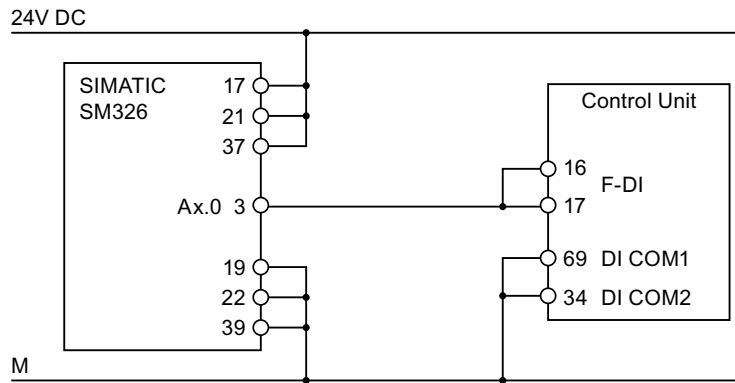 24V DC
SIMATIC
SM326
17
21
37
Ax.0 3
19
22
39
Control Unit
16
F-DI
17
69 DI COM1
34 DI COM2
M